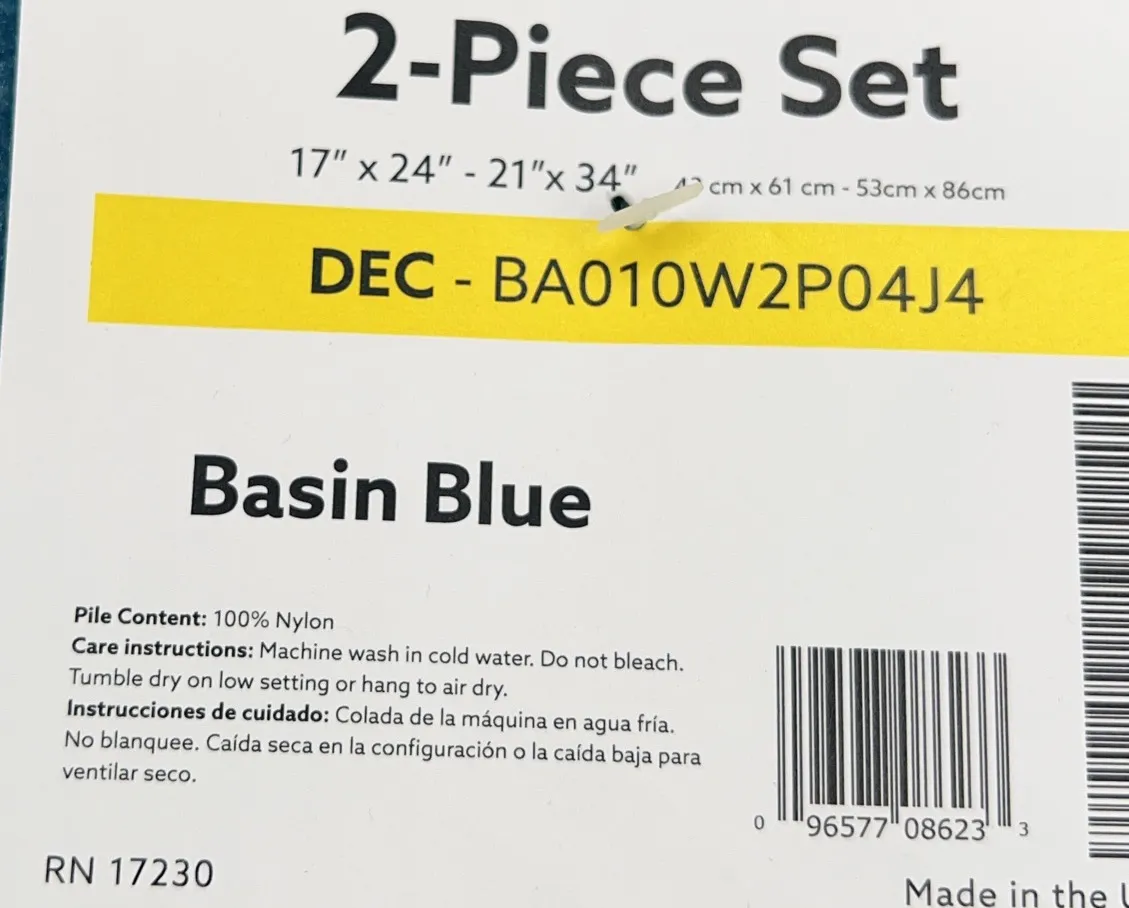 2-Piece Set
17" x 24" - 21"x 34" cm x 61 cm - 53cm x 86cm
DEC - BA010W2P04J4
Basin Blue
Pile Content: 100% Nylon
Care instructions: Machine wash in cold water. Do not bleach.
Tumble dry on low setting or hang to air dry.
Instrucciones de cuidado: Colada de la máquina en agua fría.
No blanquee. Caída seca en la configuración o la caída baja para
ventilar seco.
0 96577 08623 3
RN 17230
Made in the